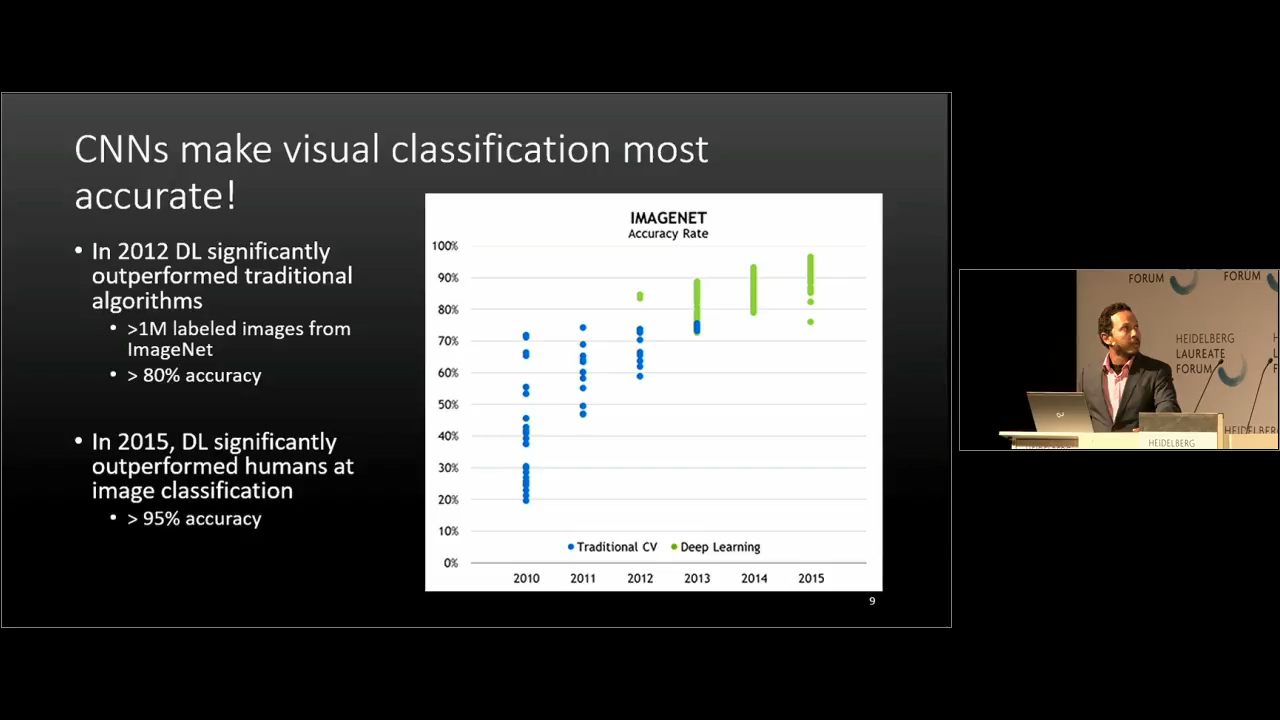 CNNs make visual classification most
accurate!
• In 2012 DL significantly
outperformed traditional
algorithms
• >1M labeled images from
ImageNet
• > 80% accuracy
• In 2015, DL significantly
outperformed humans at
image classification
• > 95% accuracy
IMAGENET
Accuracy Rate
100%
90%
80%
70%
60%
50%
40%
30%
20%
10%
0%
Traditional CV Deep Learning
2010 2011 2012 2013 2014 2015
9
FORUM FORUM
HEIDELBERG
LAUREATE
FORUM
HEIDELBERG
HEIDELBERG